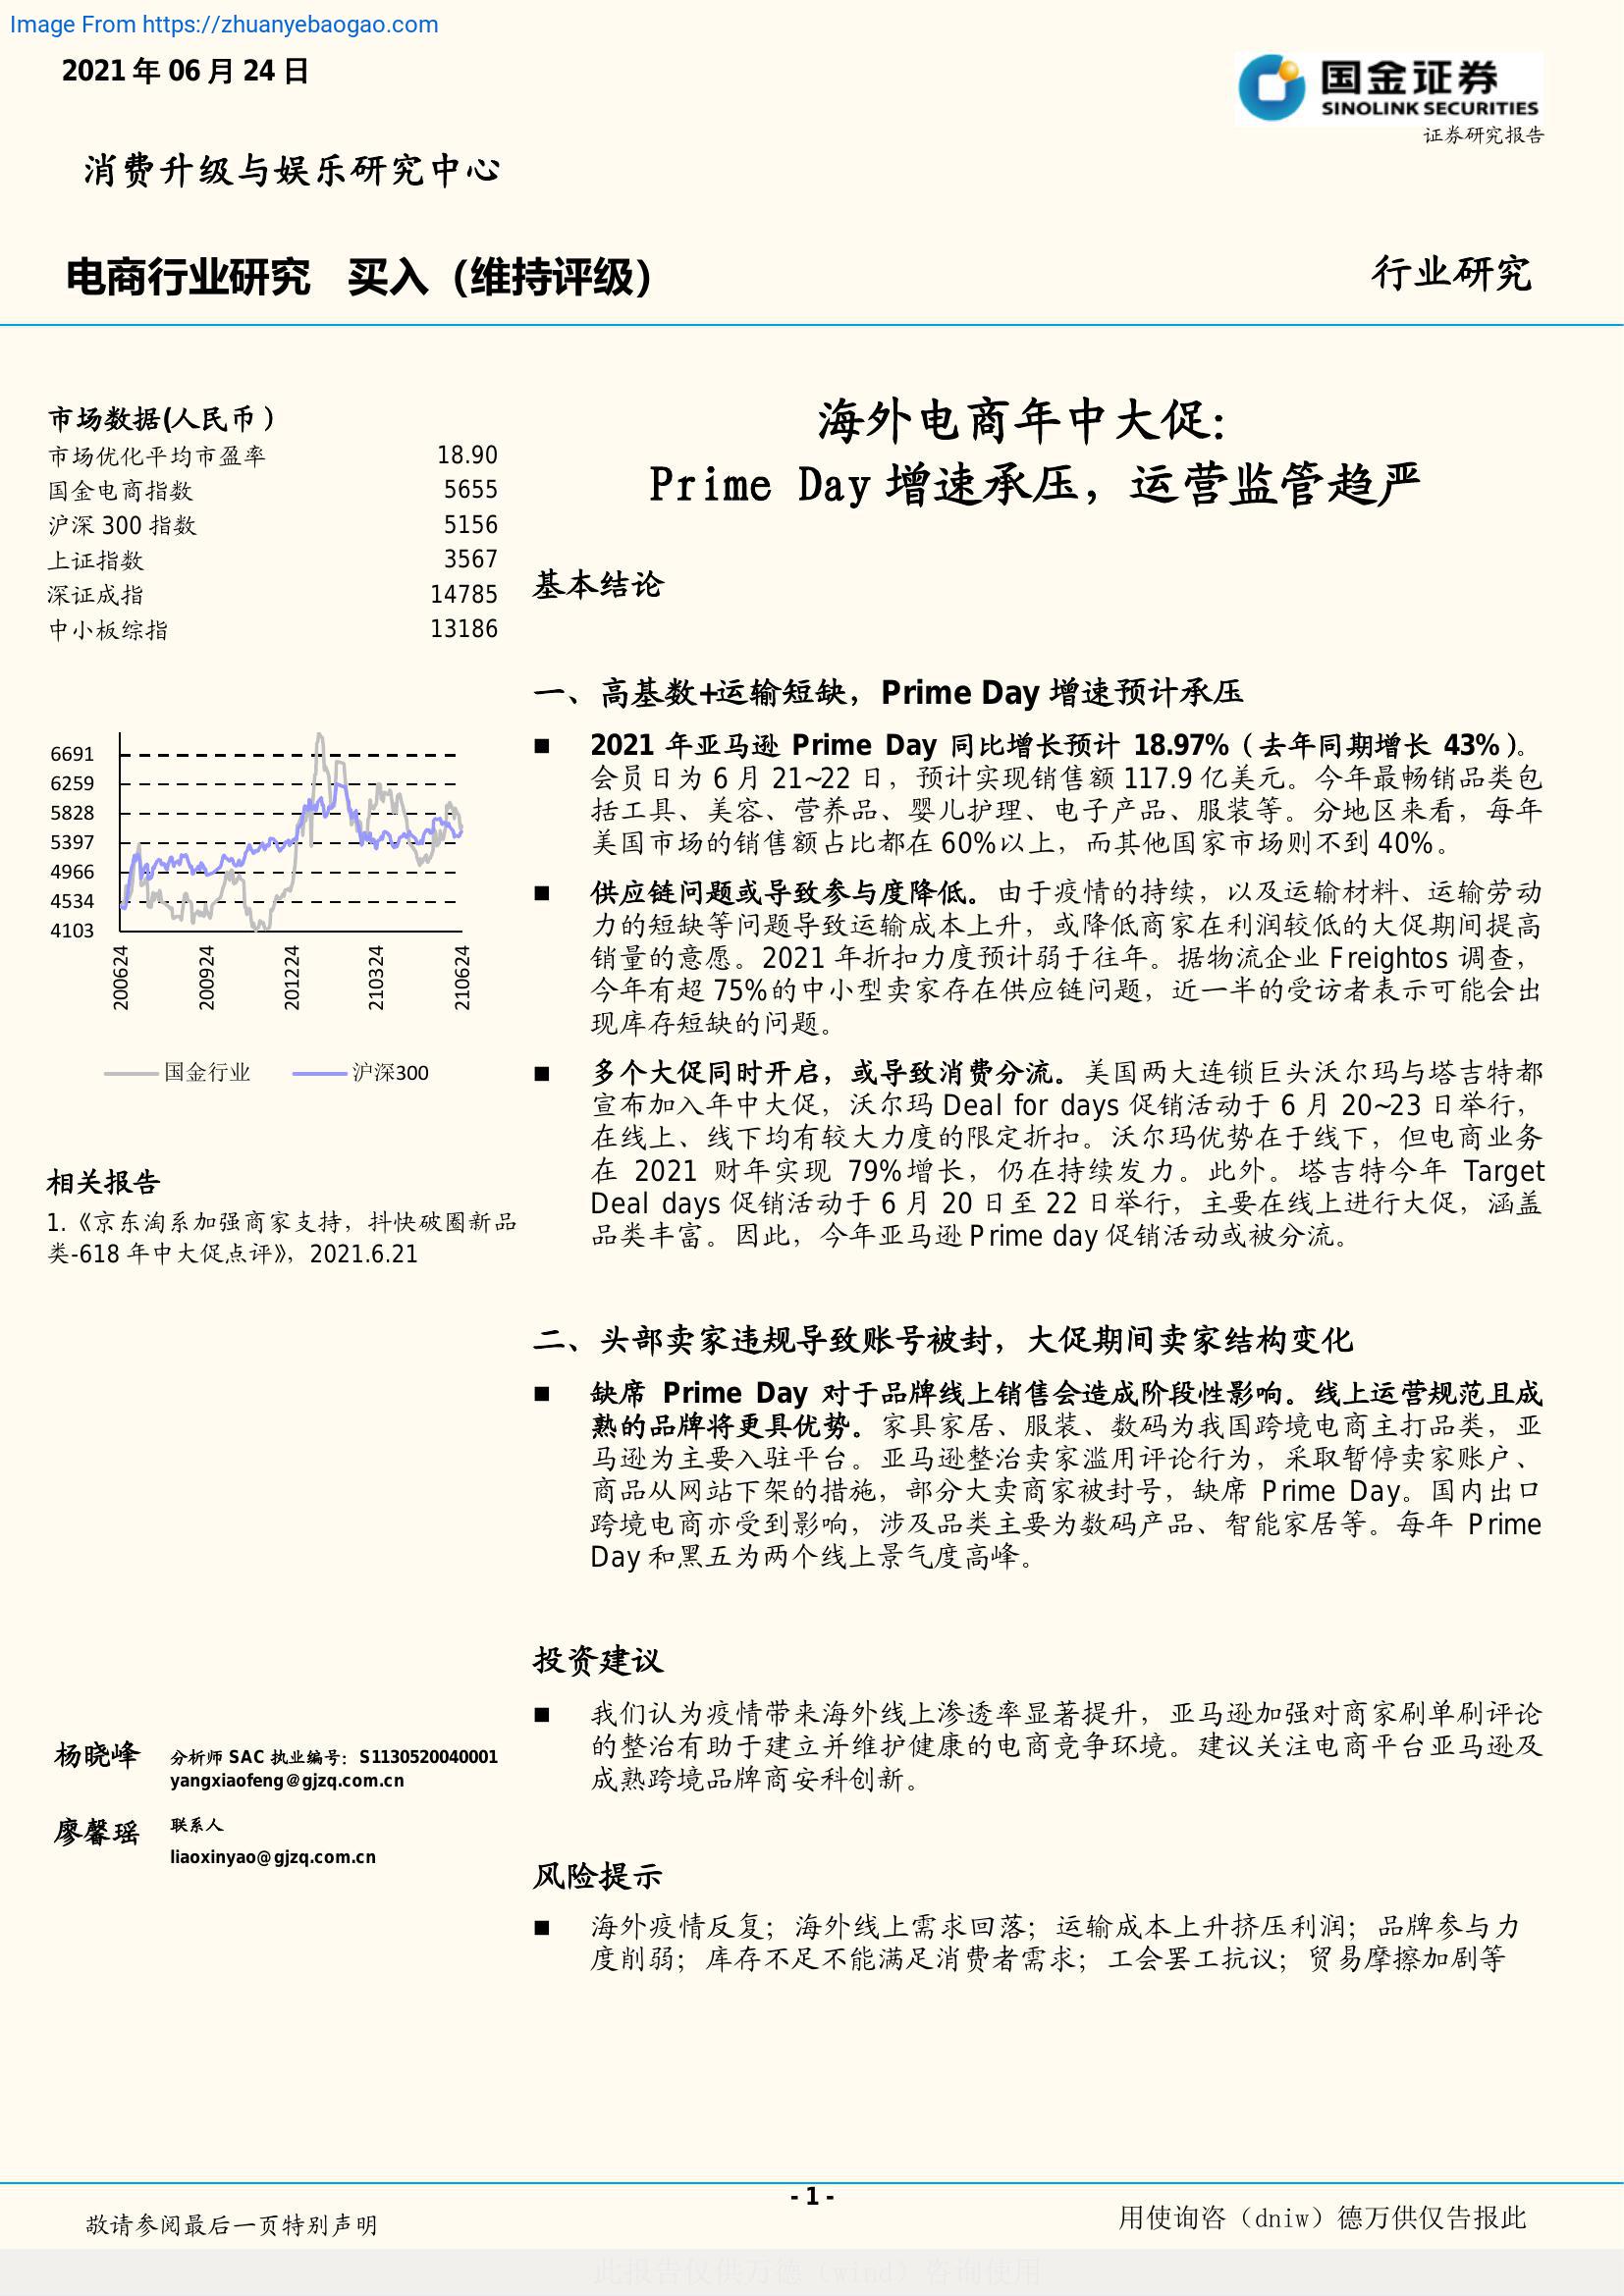 Image From https://zhuanyebaogao.com
2021 年 06 月 24 日
国金证券
SINOLINK SECURITIES
证券研究报告
消费升级与娱乐研究中心
电商行业研究 买入（维持评级）
行业研究
市场数据(人民币）
市场优化平均市盈率 18.90
国金电商指数 5655
沪深 300 指数 5156
上证指数 3567
深证成指 14785
中小板综指 13186
6691
6259
5828
5397
4966
4534
4103
200624
200924
201224
210324
210624
国金行业 沪深300
相关报告
1.《京东淘系加强商家支持，抖快破圈新品
类-618 年中大促点评》，2021.6.21
杨晓峰 分析师 SAC 执业编号：S1130520040001
yangxiaofeng@gjzq.com.cn
廖馨瑶 联系人
liaoxinyao@gjzq.com.cn
海外电商年中大促：
Prime Day 增速承压，运营监管趋严
基本结论
一、高基数+运输短缺，Prime Day 增速预计承压
■ 2021 年亚马逊 Prime Day 同比增长预计 18.97%（去年同期增长 43%）。
会员日为 6 月 21~22 日，预计实现销售额 117.9 亿美元。今年最畅销品类包
括工具、美容、营养品、婴儿护理、电子产品、服装等。分地区来看，每年
美国市场的销售额占比都在 60%以上，而其他国家市场则不到 40%。
■ 供应链问题或导致参与度降低。由于疫情的持续，以及运输材料、运输劳动
力的短缺等问题导致运输成本上升，或降低商家在利润较低的大促期间提高
销量的意愿。2021 年折扣力度预计弱于往年。据物流企业 Freightos 调查，
今年有超 75%的中小型卖家存在供应链问题，近一半的受访者表示可能会出
现库存短缺的问题。
■ 多个大促同时开启，或导致消费分流。美国两大连锁巨头沃尔玛与塔吉特都
宣布加入年中大促，沃尔玛 Deal for days 促销活动于 6 月 20~23 日举行，
在线上、线下均有较大力度的限定折扣。沃尔玛优势在于线下，但电商业务
在 2021 财年实现 79%增长，仍在持续发力。此外。塔吉特今年 Target
Deal days 促销活动于 6 月 20 日至 22 日举行，主要在线上进行大促，涵盖
品类丰富。因此，今年亚马逊 Prime day 促销活动或被分流。
二、头部卖家违规导致账号被封，大促期间卖家结构变化
■ 缺席 Prime Day 对于品牌线上销售会造成阶段性影响。线上运营规范且成
熟的品牌将更具优势。家具家居、服装、数码为我国跨境电商主打品类，亚
马逊为主要入驻平台。亚马逊整治卖家滥用评论行为，采取暂停卖家账户、
商品从网站下架的措施，部分大卖商家被封号，缺席 Prime Day。国内出口
跨境电商亦受到影响，涉及品类主要为数码产品、智能家居等。每年 Prime
Day 和黑五为两个线上景气度高峰。
投资建议
■ 我们认为疫情带来海外线上渗透率显著提升，亚马逊加强对商家刷单刷评论
的整治有助于建立并维护健康的电商竞争环境。建议关注电商平台亚马逊及
成熟跨境品牌商安科创新。
风险提示
■ 海外疫情反复；海外线上需求回落；运输成本上升挤压利润；品牌参与力
度削弱；库存不足不能满足消费者需求；工会罢工抗议；贸易摩擦加剧等
- 1 -
敬请参阅最后一页特别声明
用使询咨（dniw）德万供仅告报此
此报告仅供万德（wind）咨询使用